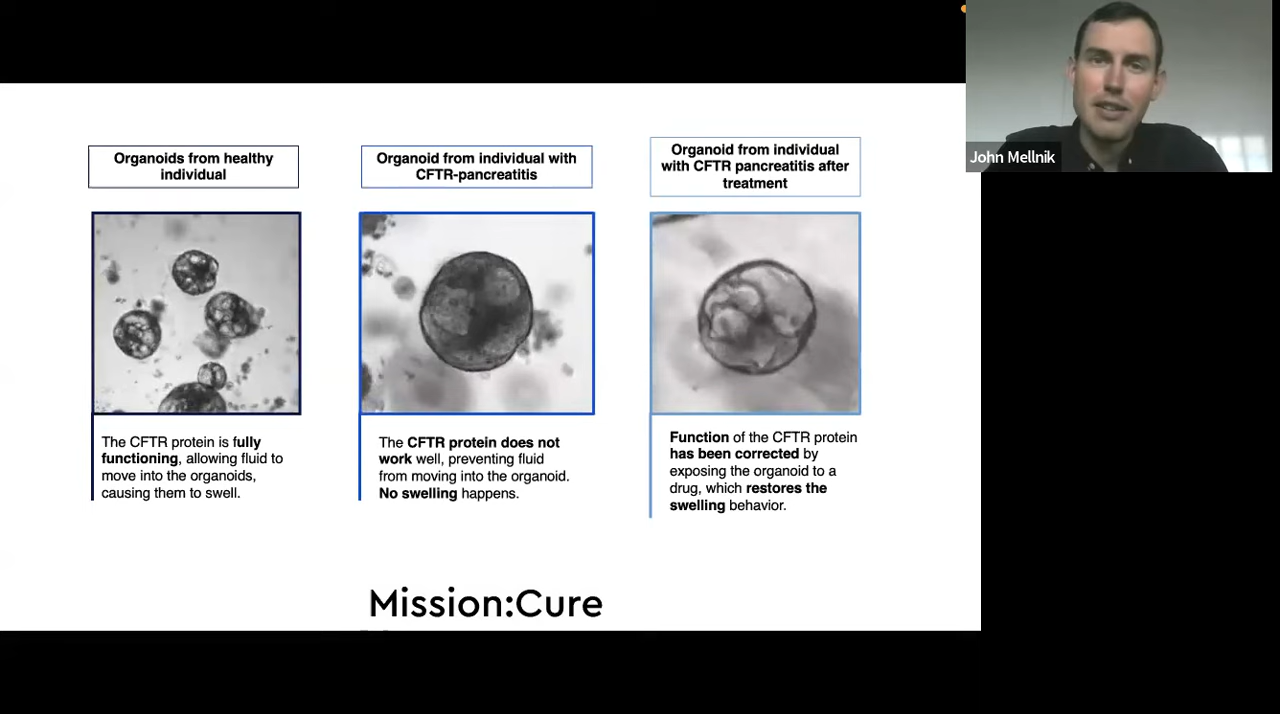 John Mellnik
Organoids from healthy
individual
Organoid from individual with
CFTR-pancreatitis
Organoid from individual
with CFTR pancreatitis after
treatment
The CFTR protein is fully
functioning, allowing fluid to
move into the organoids,
causing them to swell.
The CFTR protein does not
work well, preventing fluid
from moving into the organoid.
No swelling happens.
Function of the CFTR protein
has been corrected by
exposing the organoid to a
drug, which restores the
swelling behavior.
Mission:Cure